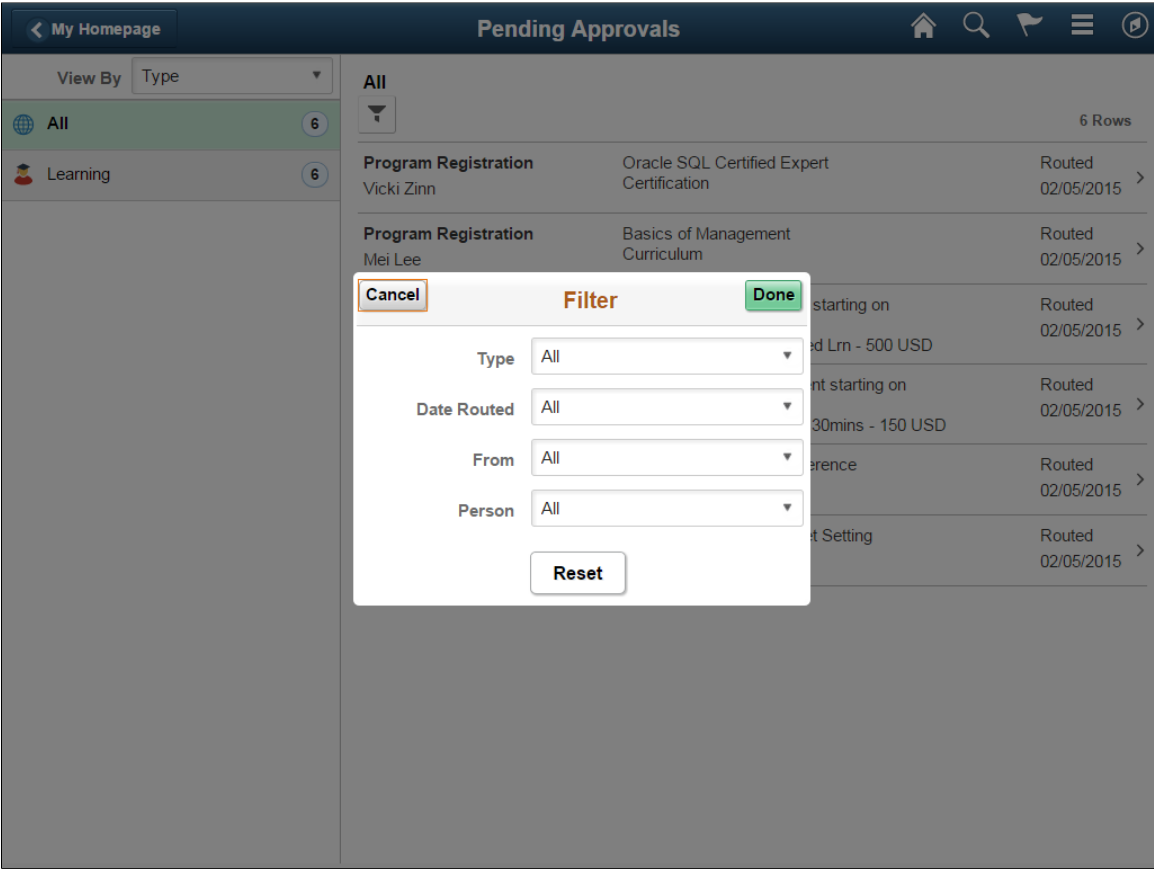 My Homepage
Pending Approvals
View By Type
All 6
Learning 6
All
6 Rows
Program Registration Oracle SQL Certified Expert Routed
Vicki Zinn Certification 02/05/2015
Program Registration Basics of Management Routed
Mei Lee Curriculum 02/05/2015
Cancel Filter Done
Type All
Date Routed All
From All
Person All
Reset
starting on Routed
02/05/2015
Lrn - 500 USD
starting on Routed
02/05/2015
30mins - 150 USD
Routed
02/05/2015
Setting Routed
02/05/2015